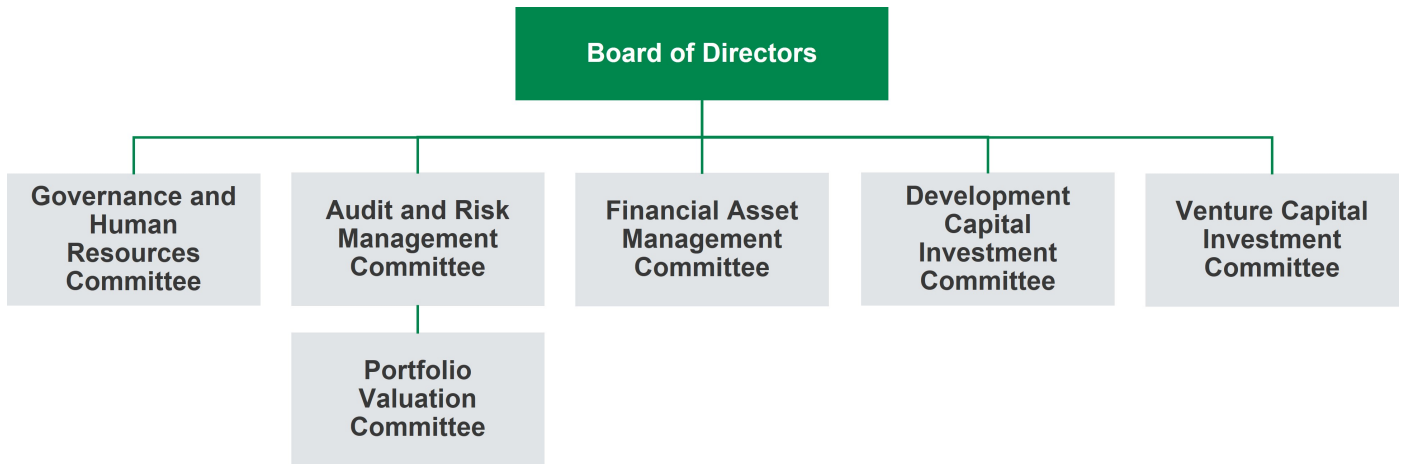 Board of Directors
Governance and
Human
Resources
Committee
Audit and Risk
Management
Committee
Financial Asset
Management
Committee
Development
Capital
Investment
Committee
Venture Capital
Investment
Committee
Portfolio
Valuation
Committee